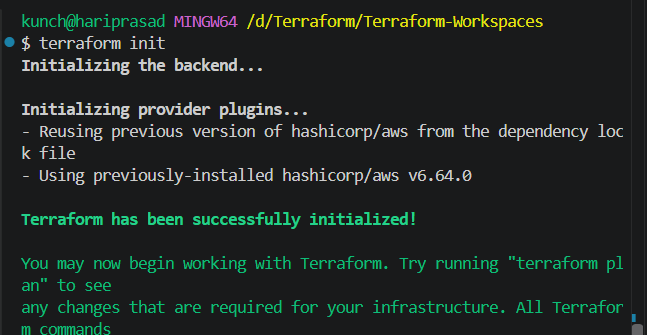 kunch@hariprasad MINGW64 /d/Terraform/Terraform-Workspaces
$ terraform init
Initializing the backend...
Initializing provider plugins...
- Reusing previous version of hashicorp/aws from the dependency loc
k file
- Using previously-installed hashicorp/aws v6.64.0
Terraform has been successfully initialized!
You may now begin working with Terraform. Try running "terraform pl
an" to see
any changes that are required for your infrastructure. All Terrafor
m commands